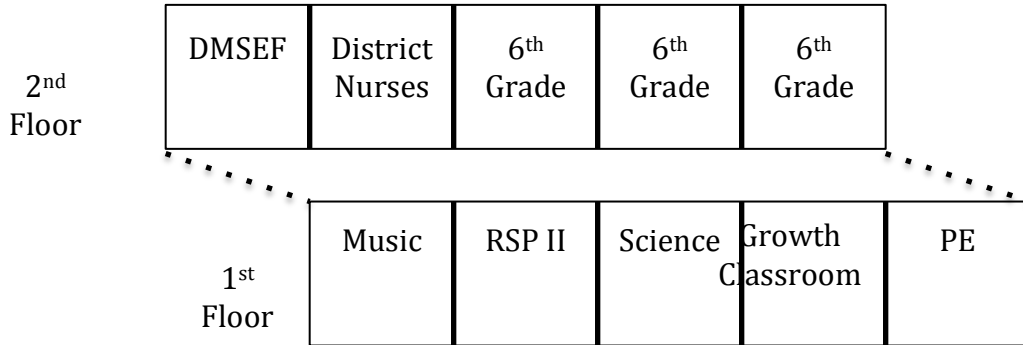 DMSEF
District
Nurses
6th
Grade
6th
Grade
6th
Grade
2nd
Floor
Music
RSP II
Science
Growth
Classroom
PE
1st
Floor